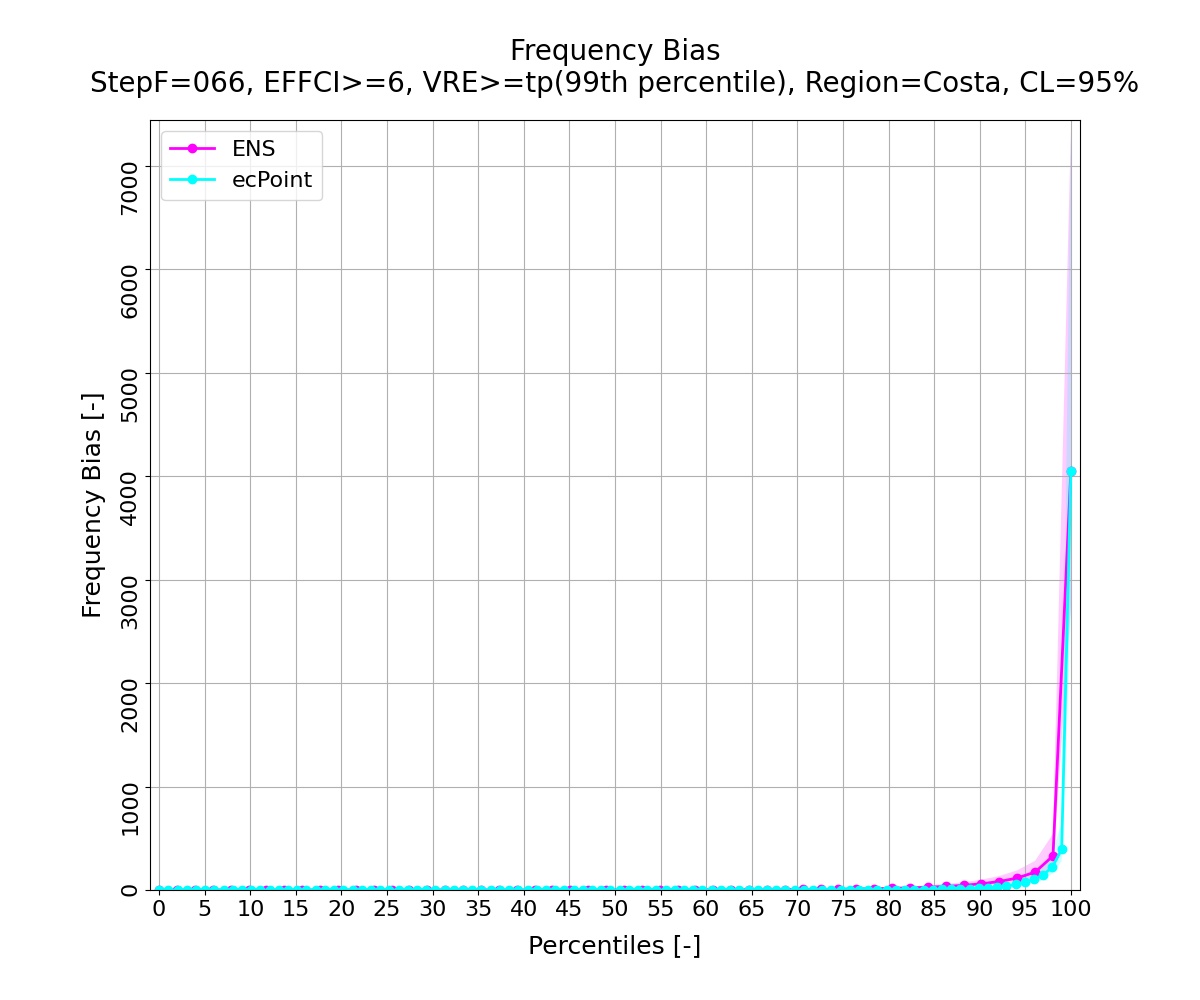 Frequency Bias
StepF=066, EFFCI>=6, VRE>=tp(99th percentile), Region=Costa, CL=95%
ENS
ecPoint
7000
6000
5000
4000
3000
2000
1000
0
Frequency Bias [-]
0 5 10 15 20 25 30 35 40 45 50 55 60 65 70 75 80 85 90 95 100
Percentiles [-]